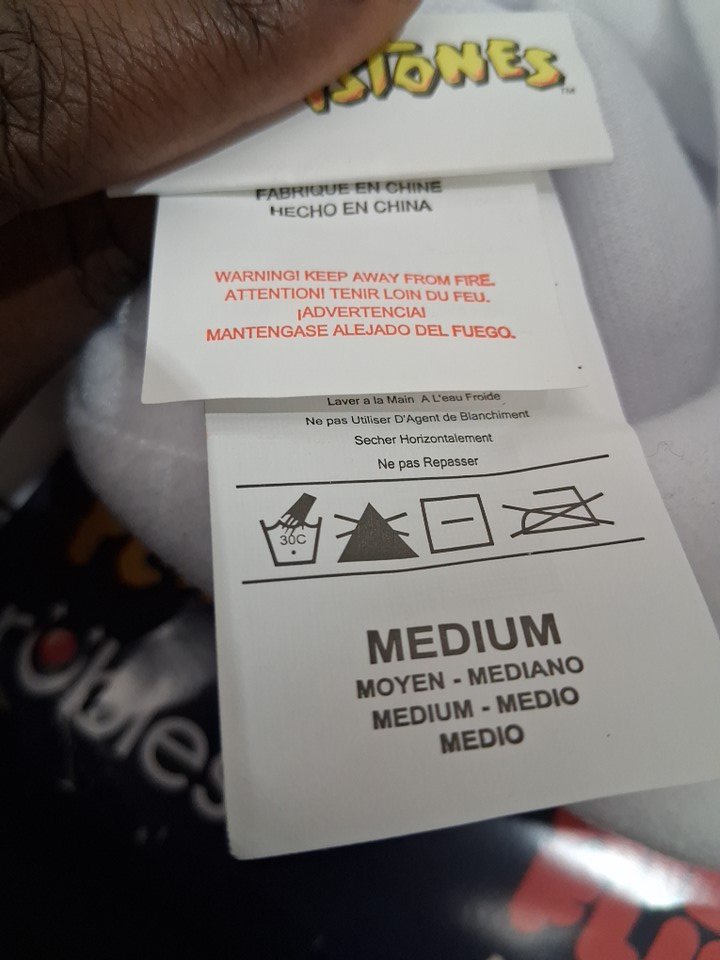 STONES
TM
FABRIQUE EN CHINE
HECHO EN CHINA
WARNING! KEEP AWAY FROM FIRE.
ATTENTION! TENIR LOIN DU FEU.
¡ADVERTENCIA!
MANTENGASE ALEJADO DEL FUEGO.
Laver a la Main A L'eau Froide
Ne pas Utiliser D'Agent de Blanchiment
Secher Horizontalement
Ne pas Repasser
30C
MEDIUM
MOYEN - MEDIANO
MEDIUM - MEDIO
MEDIO